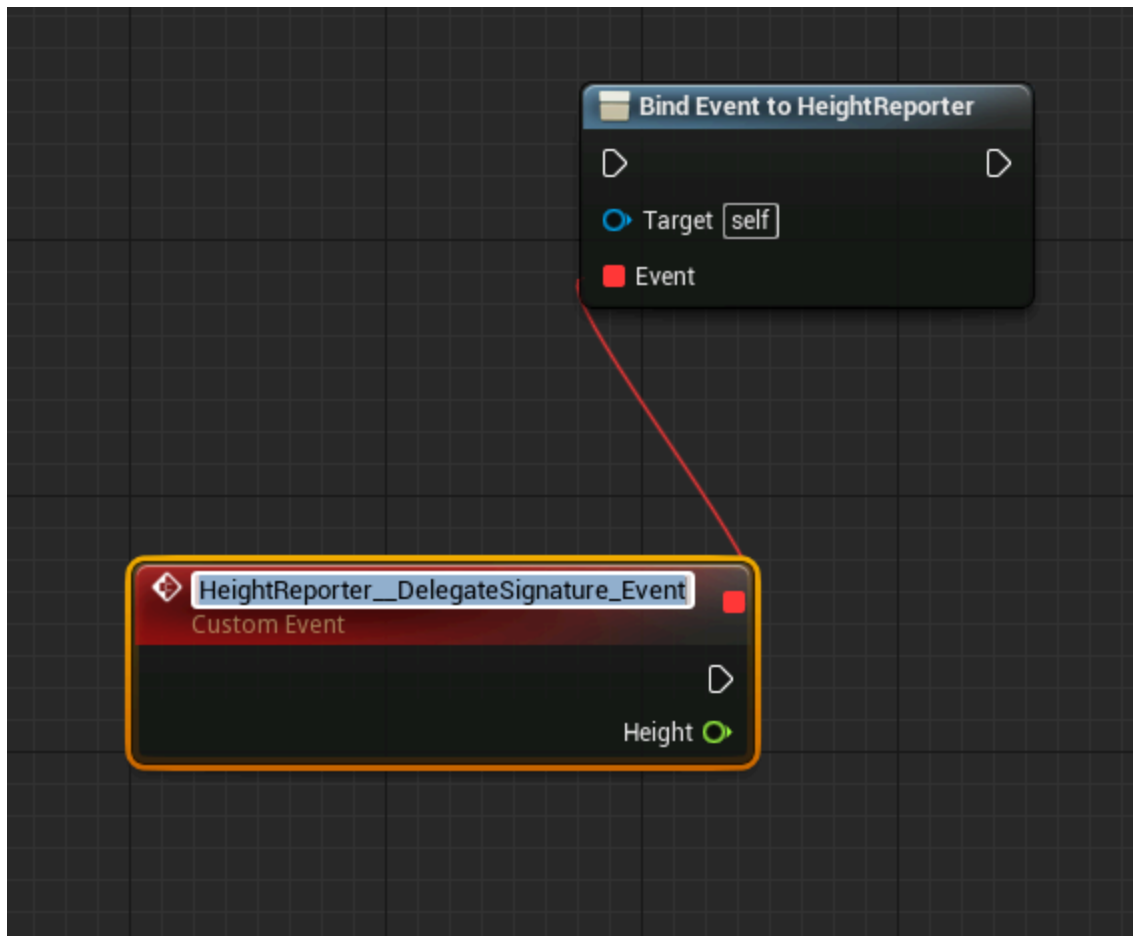 Bind Event to HeightReporter
Target self
Event
HeightReporter__DelegateSignature_Event
Custom Event
Height